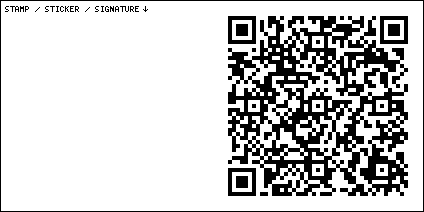 STAMP / STICKER / SIGNATURE ↓